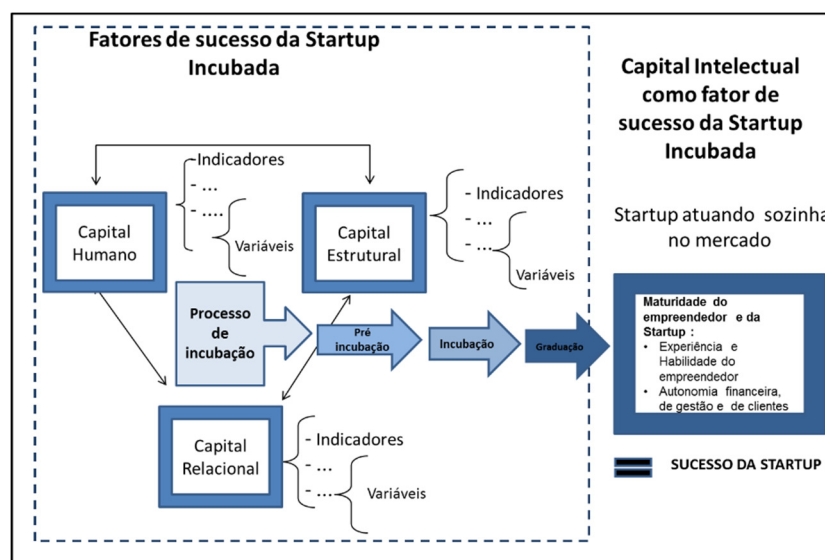 Fatores de sucesso da Startup
Incubada
Capital Intelectual
como fator de
sucesso da Startup
Incubada
Indicadores
- ...
- ....
Variáveis
Capital
Humano
Capital
Estrutural
- Indicadores
- ...
- ...
Variáveis
Startup atuando sozinha
no mercado
Processo
de
incubação
Pré
incubação
Incubação
Graduação
Maturidade do
empreendedor e da
Startup :
• Experiência e
Habilidade do
empreendedor
• Autonomia financeira,
de gestão e de clientes
Capital
Relacional
- Indicadores
- ...
- ...
Variáveis
SUCESSO DA STARTUP